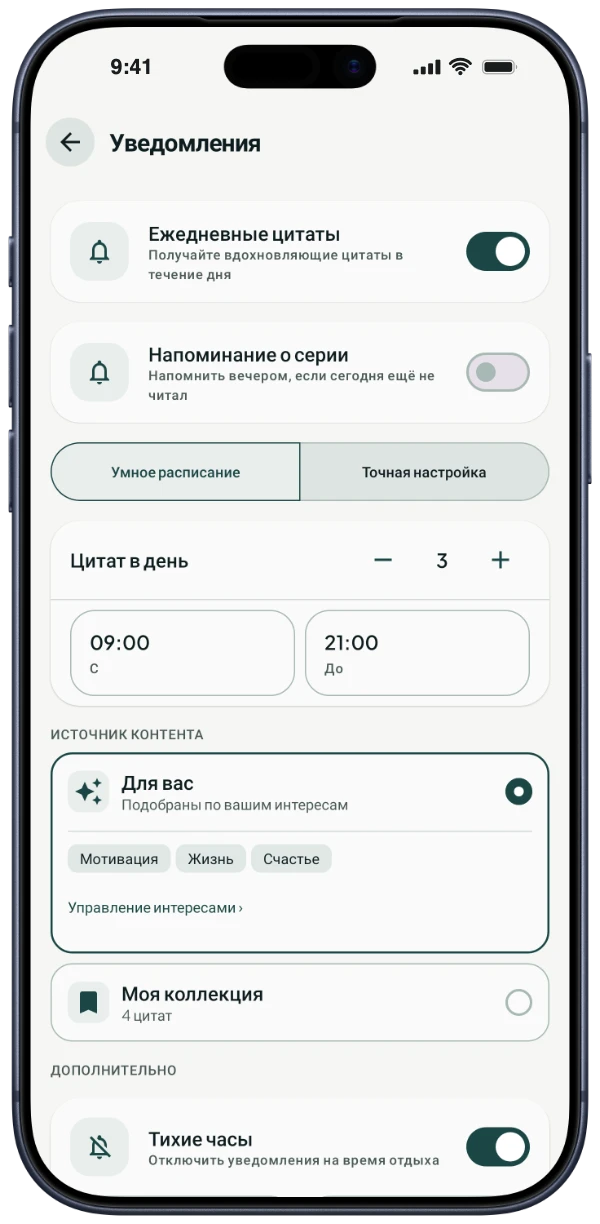 9:41
Уведомления
Ежедневные цитаты
Получайте вдохновляющие цитаты в
течение дня
Напоминание о серии
Напомнить вечером, если сегодня ещё не
читал
Умное расписание
Точная настройка
Цитат в день
3
09:00
С
21:00
До
ИСТОЧНИК КОНТЕНТА
Для вас
Подобраны по вашим интересам
Мотивация
Жизнь
Счастье
Управление интересами ›
Моя коллекция
4 цитат
ДОПОЛНИТЕЛЬНО
Тихие часы
Отключить уведомления на время отдыха